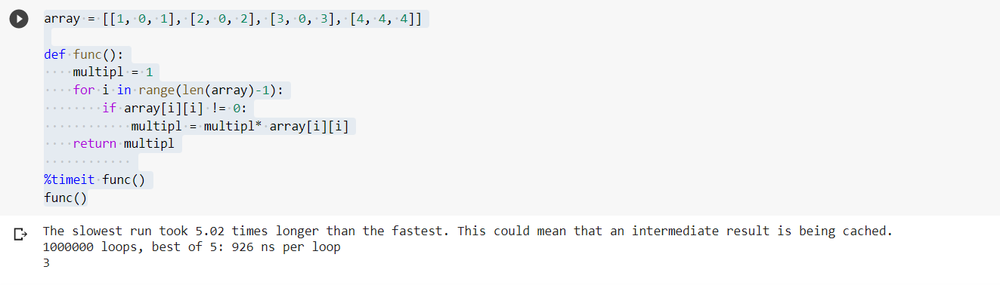 array = [[1, 0, 1], [2, 0, 2], [3, 0, 3], [4, 4, 4]]
def func():
    multipl = 1
    for i in range(len(array)-1):
        if array[i][i] != 0:
            multipl = multipl* array[i][i]
    return multipl
%timeit func()
func()
The slowest run took 5.02 times longer than the fastest. This could mean that an intermediate result is being cached.
1000000 loops, best of 5: 926 ns per loop
3